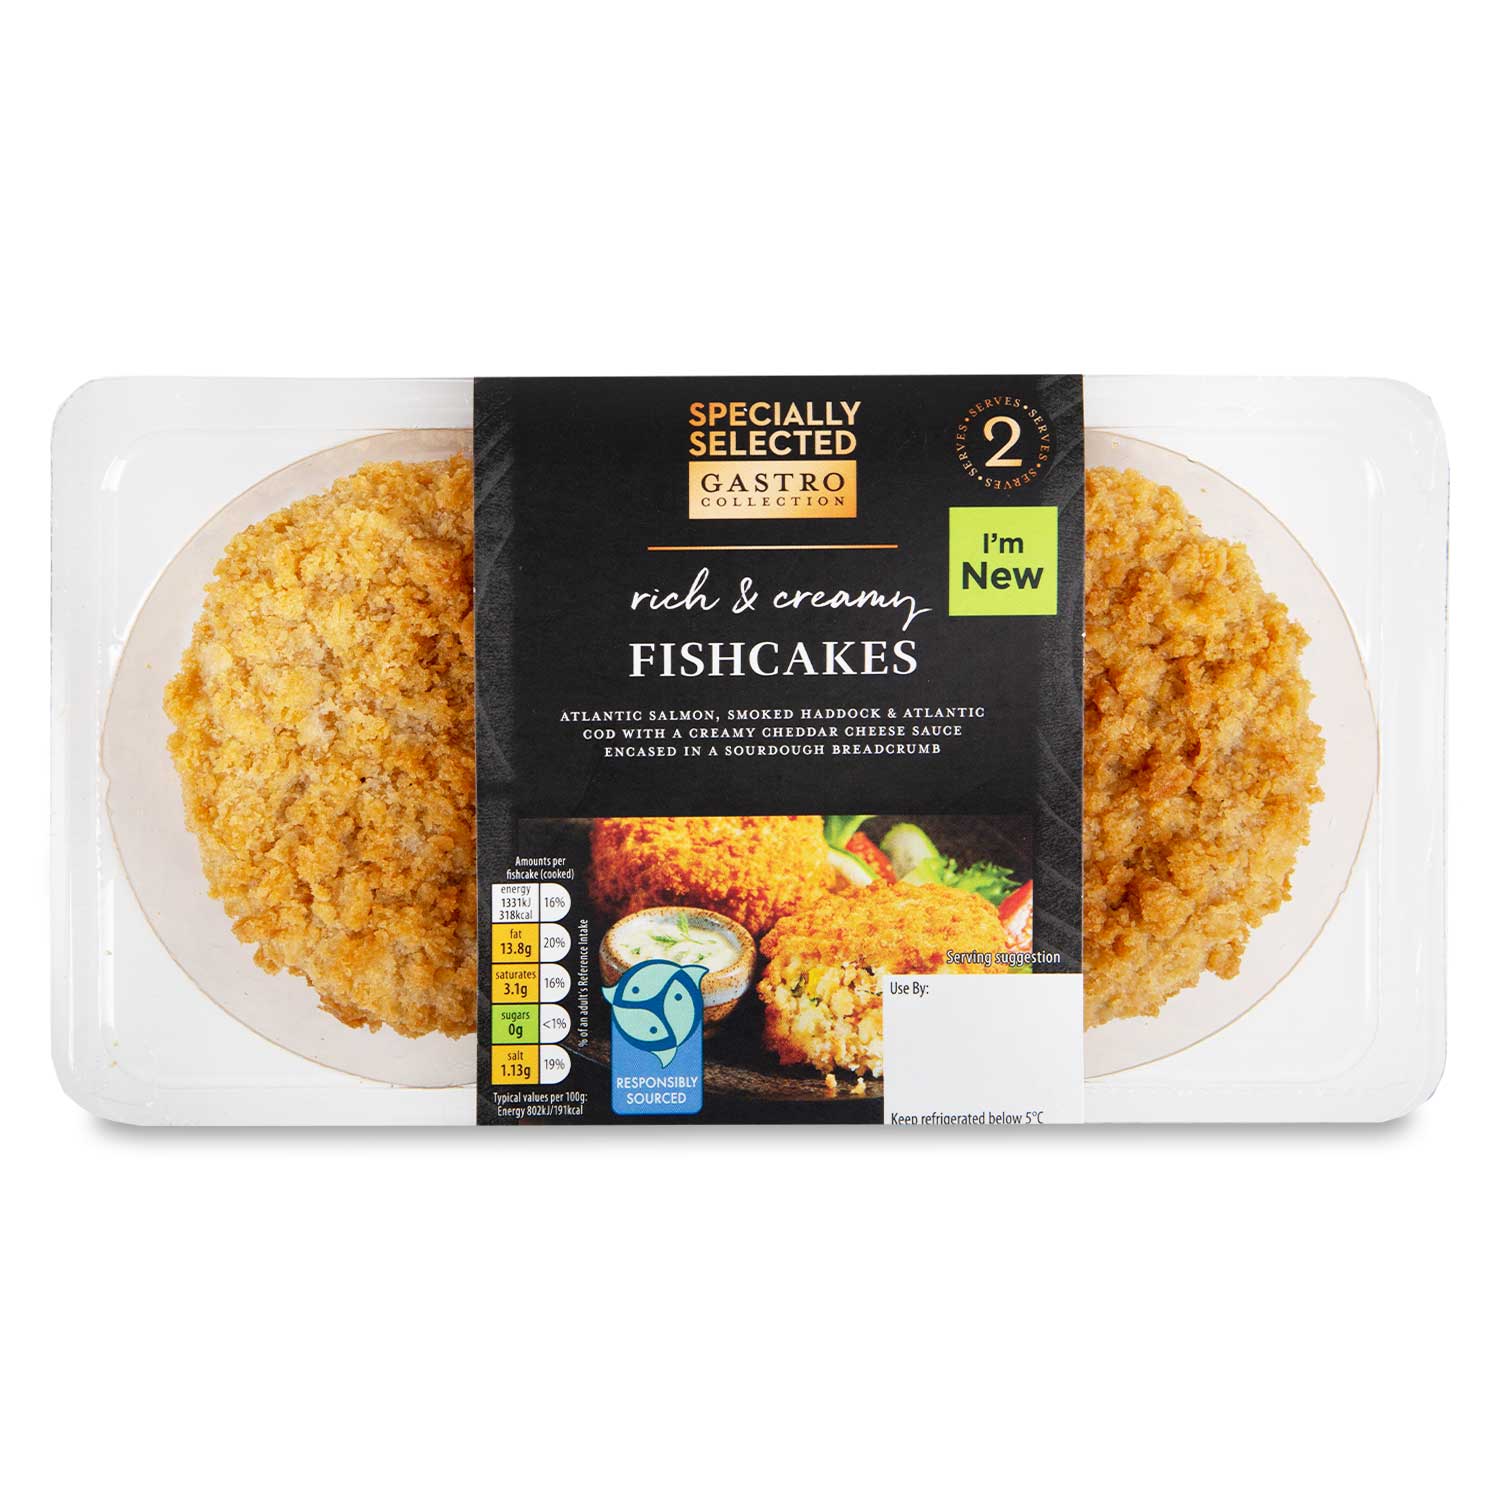 SPECIALLY
SELECTED
GASTRO
COLLECTION
SERVES • SERVES • SERVES • SERVES •
2
I'm
New
rich & creamy
FISHCAKES
ATLANTIC SALMON, SMOKED HADDOCK & ATLANTIC
COD WITH A CREAMY CHEDDAR CHEESE SAUCE
ENCASED IN A SOURDOUGH BREADCRUMB
Amounts per
fishcake (cooked)
energy
1331kJ
318kcal
16%
fat
13.8g
20%
saturates
3.1g
16%
sugars
0g
<1%
salt
1.13g
19%
% of an adult's Reference Intake
Typical values per 100g:
Energy 802kJ/191kcal
RESPONSIBLY
SOURCED
Serving suggestion
Use By:
Keep refrigerated below 5°C